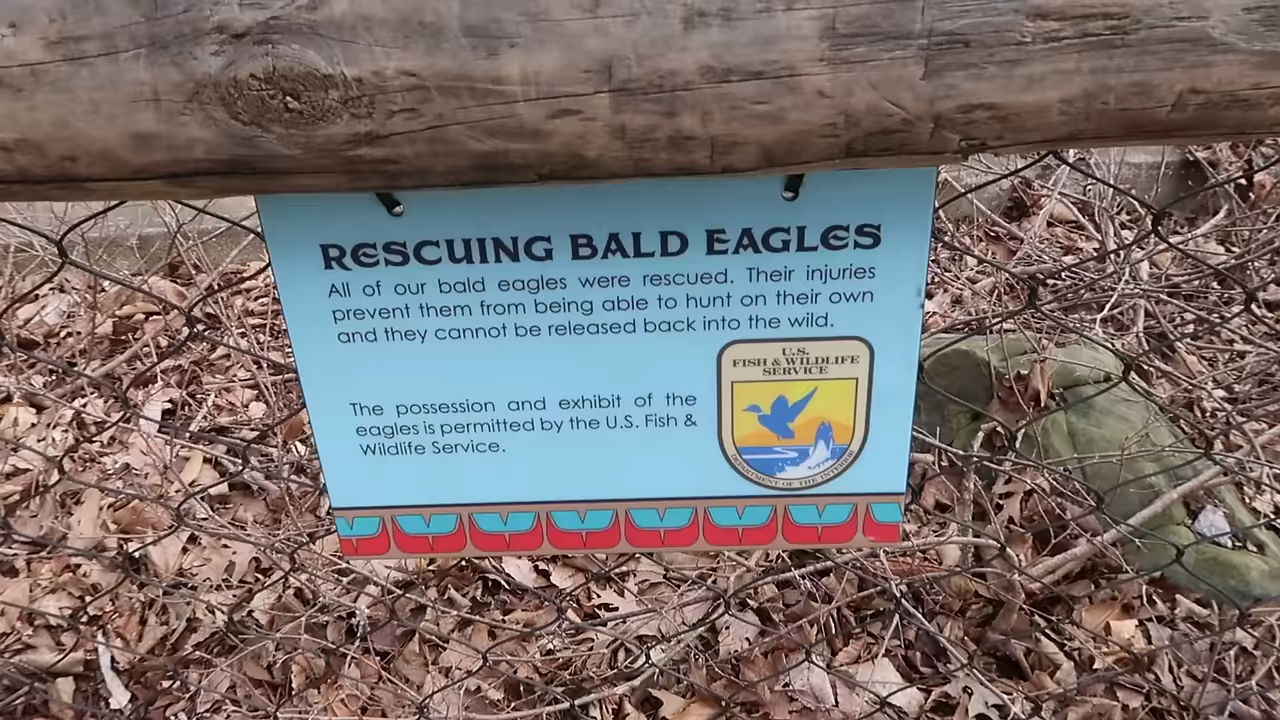 RESCUING BALD EAGLES
All of our bald eagles were rescued. Their injuries
prevent them from being able to hunt on their own
and they cannot be released back into the wild.
U.S.
FISH & WILDLIFE
SERVICE
The possession and exhibit of the
eagles is permitted by the U.S. Fish &
Wildlife Service.
DEPARTMENT OF THE INTERIOR